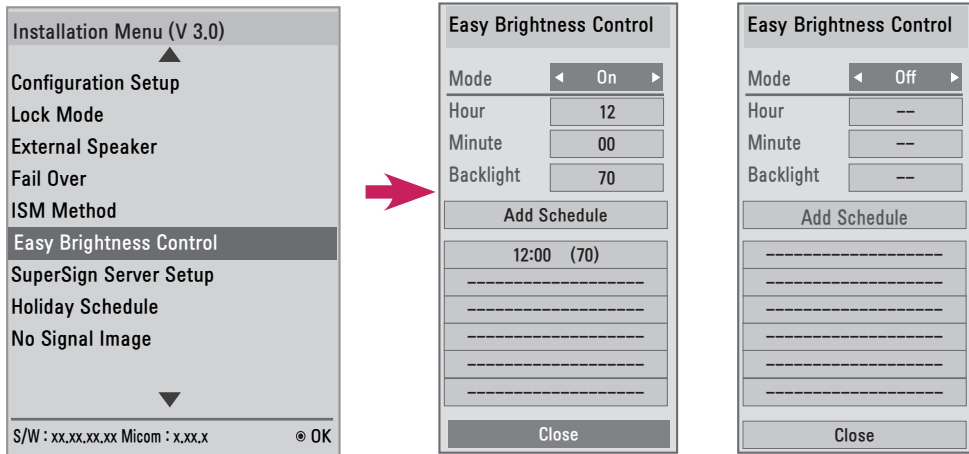 Installation Menu (V 3.0)
Configuration Setup
Lock Mode
External Speaker
Fail Over
ISM Method
Easy Brightness Control
SuperSign Server Setup
Holiday Schedule
No Signal Image
S/W : xx.xx.xx.xx Micom : x.xx.x OK
Easy Brightness Control
Mode On
Hour 12
Minute 00
Backlight 70
Add Schedule
12:00 (70)
--------------------
--------------------
--------------------
--------------------
--------------------
Close
Easy Brightness Control
Mode Off
Hour --
Minute --
Backlight --
Add Schedule
--------------------
--------------------
--------------------
--------------------
--------------------
--------------------
Close